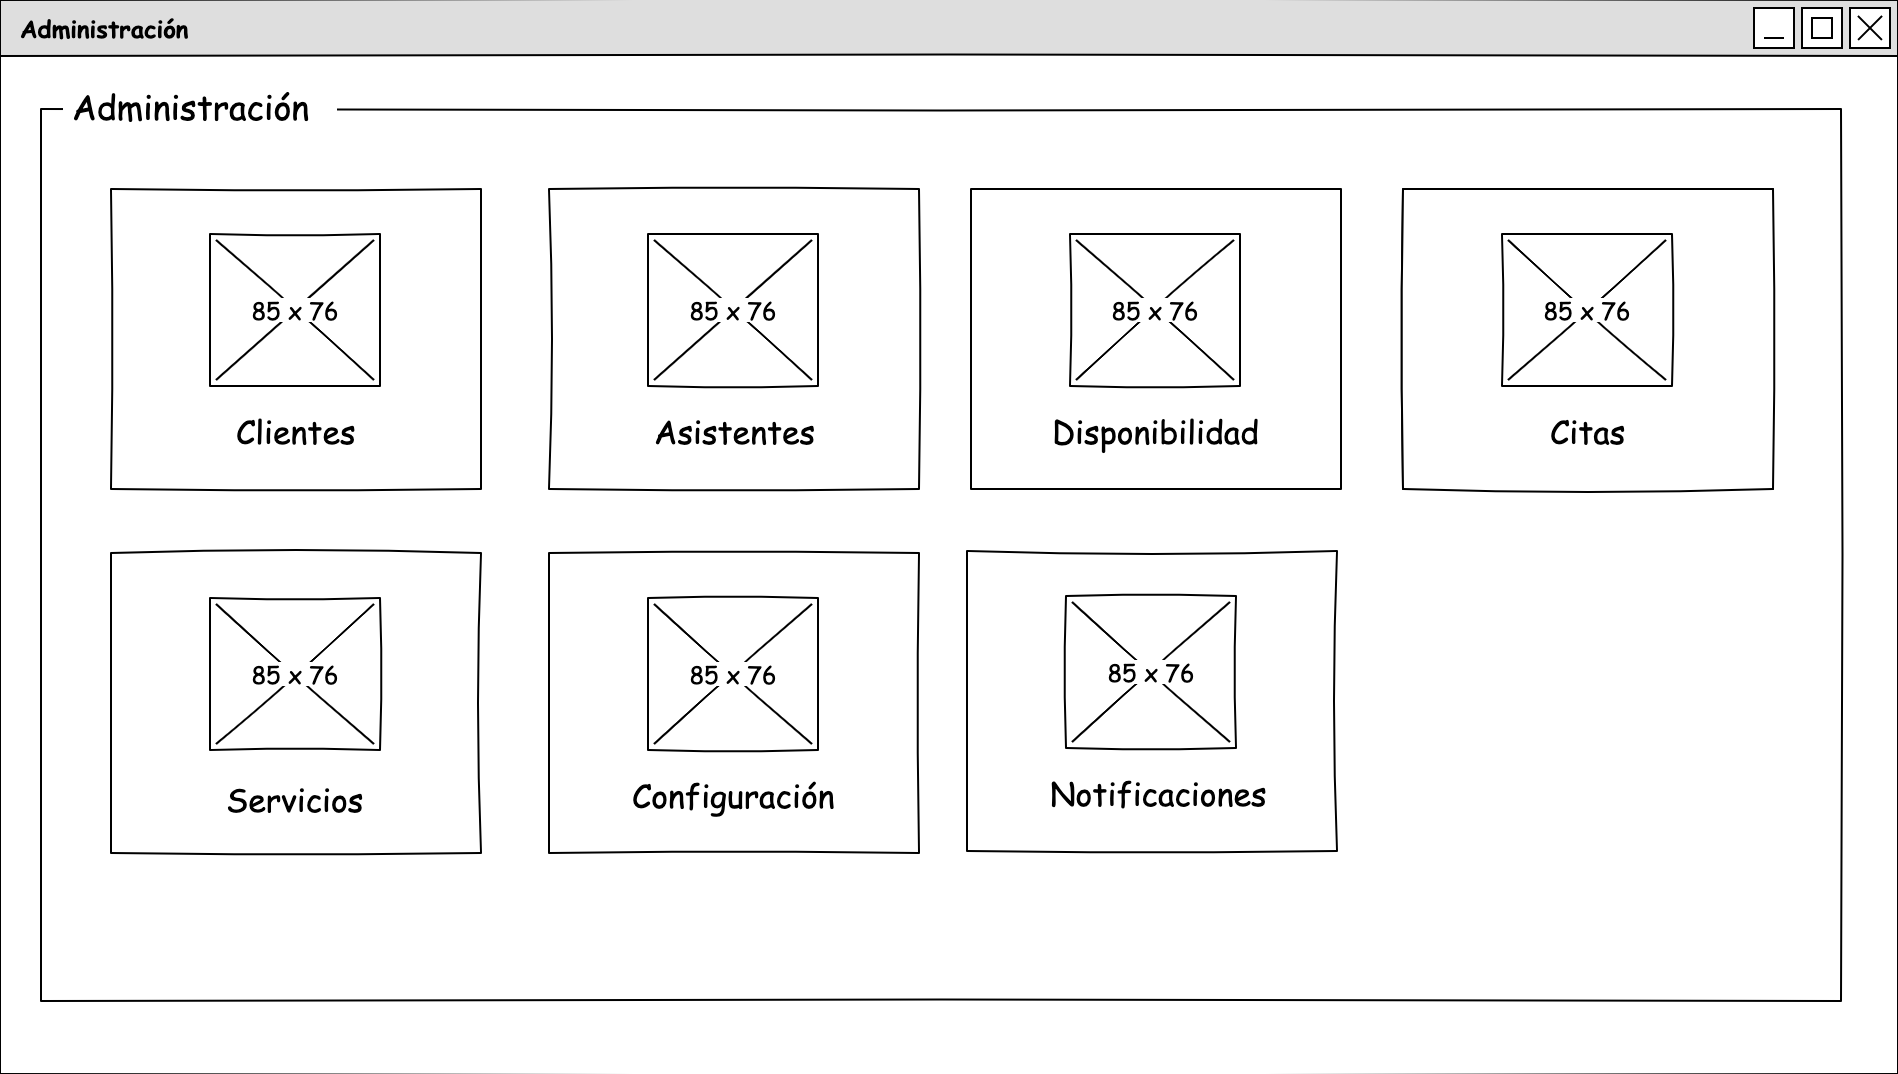 Administración
Administración
85 x 76
85 x 76
85 x 76
85 x 76
Clientes
Asistentes
Disponibilidad
Citas
85 x 76
85 x 76
85 x 76
Servicios
Configuración
Notificaciones